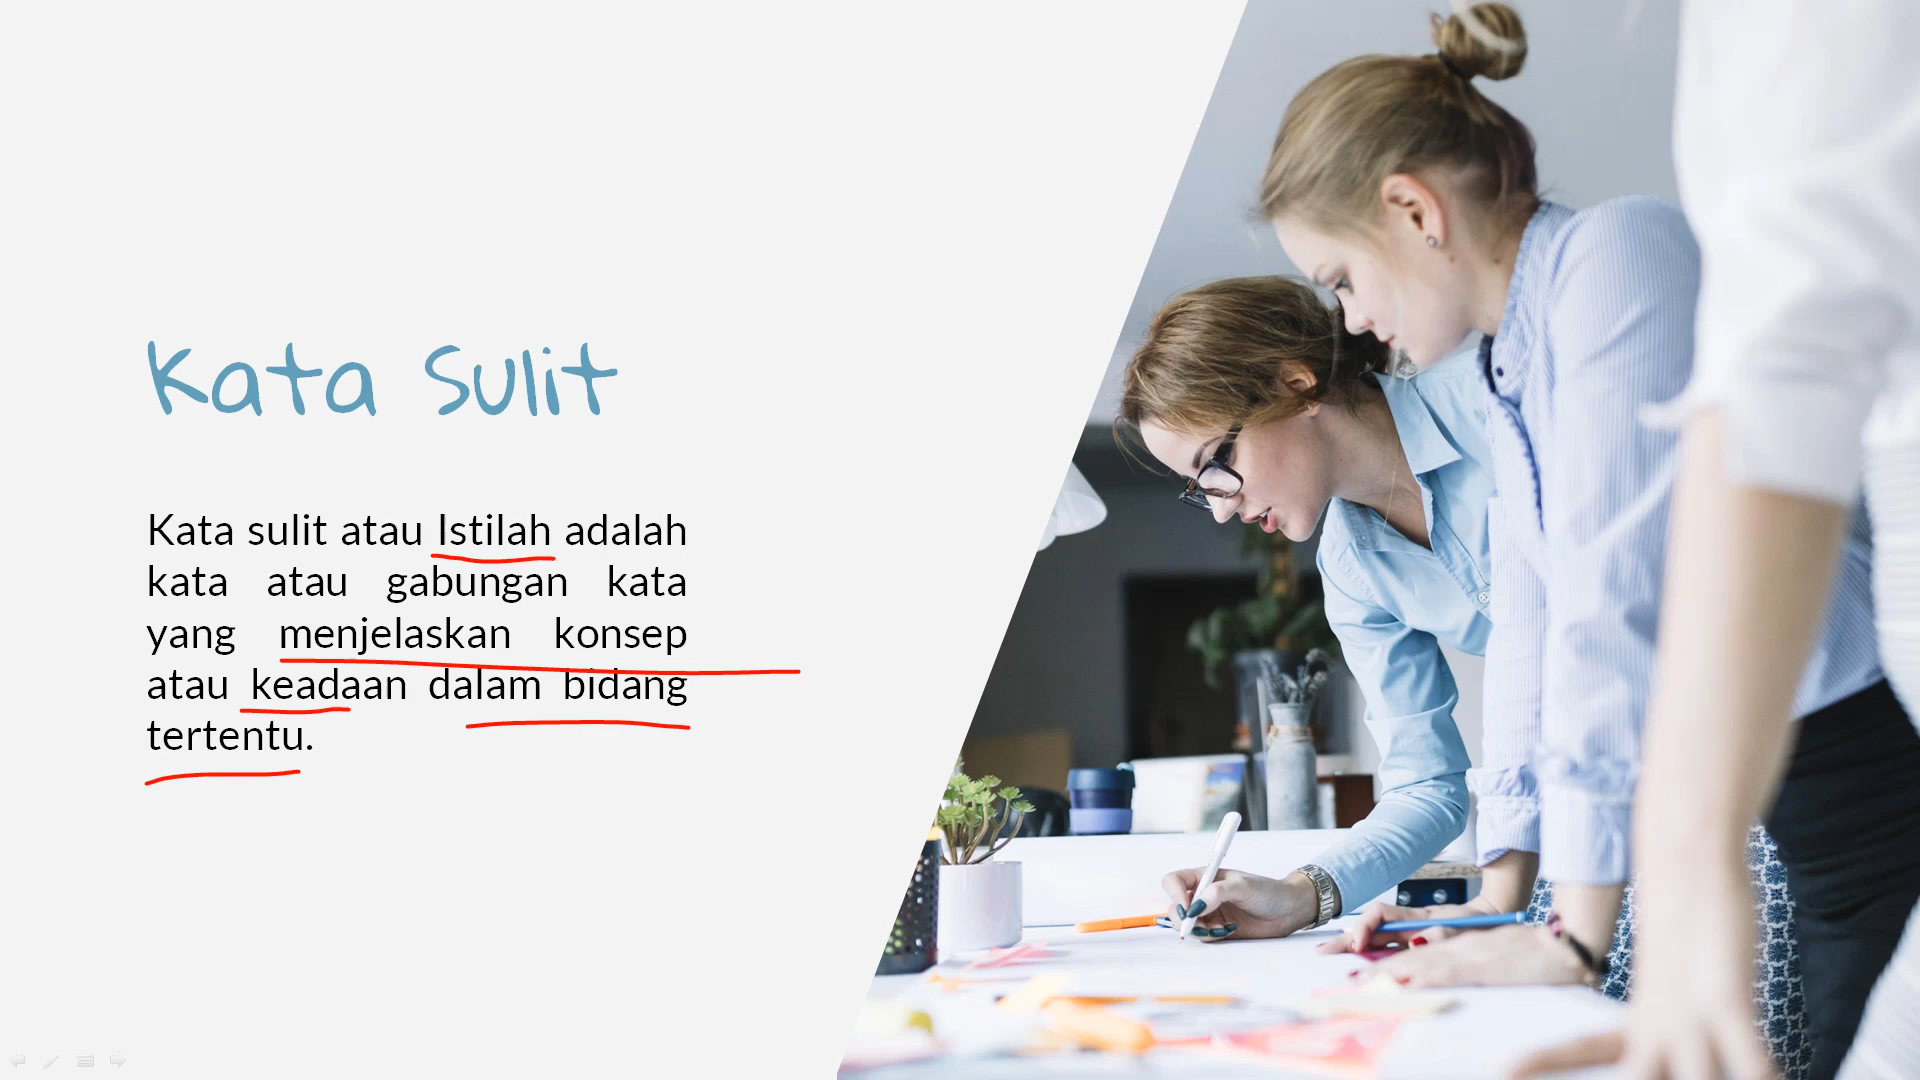 Kata Sulit
Kata sulit atau Istilah adalah
kata atau gabungan kata
yang menjelaskan konsep
atau keadaan dalam bidang
tertentu.